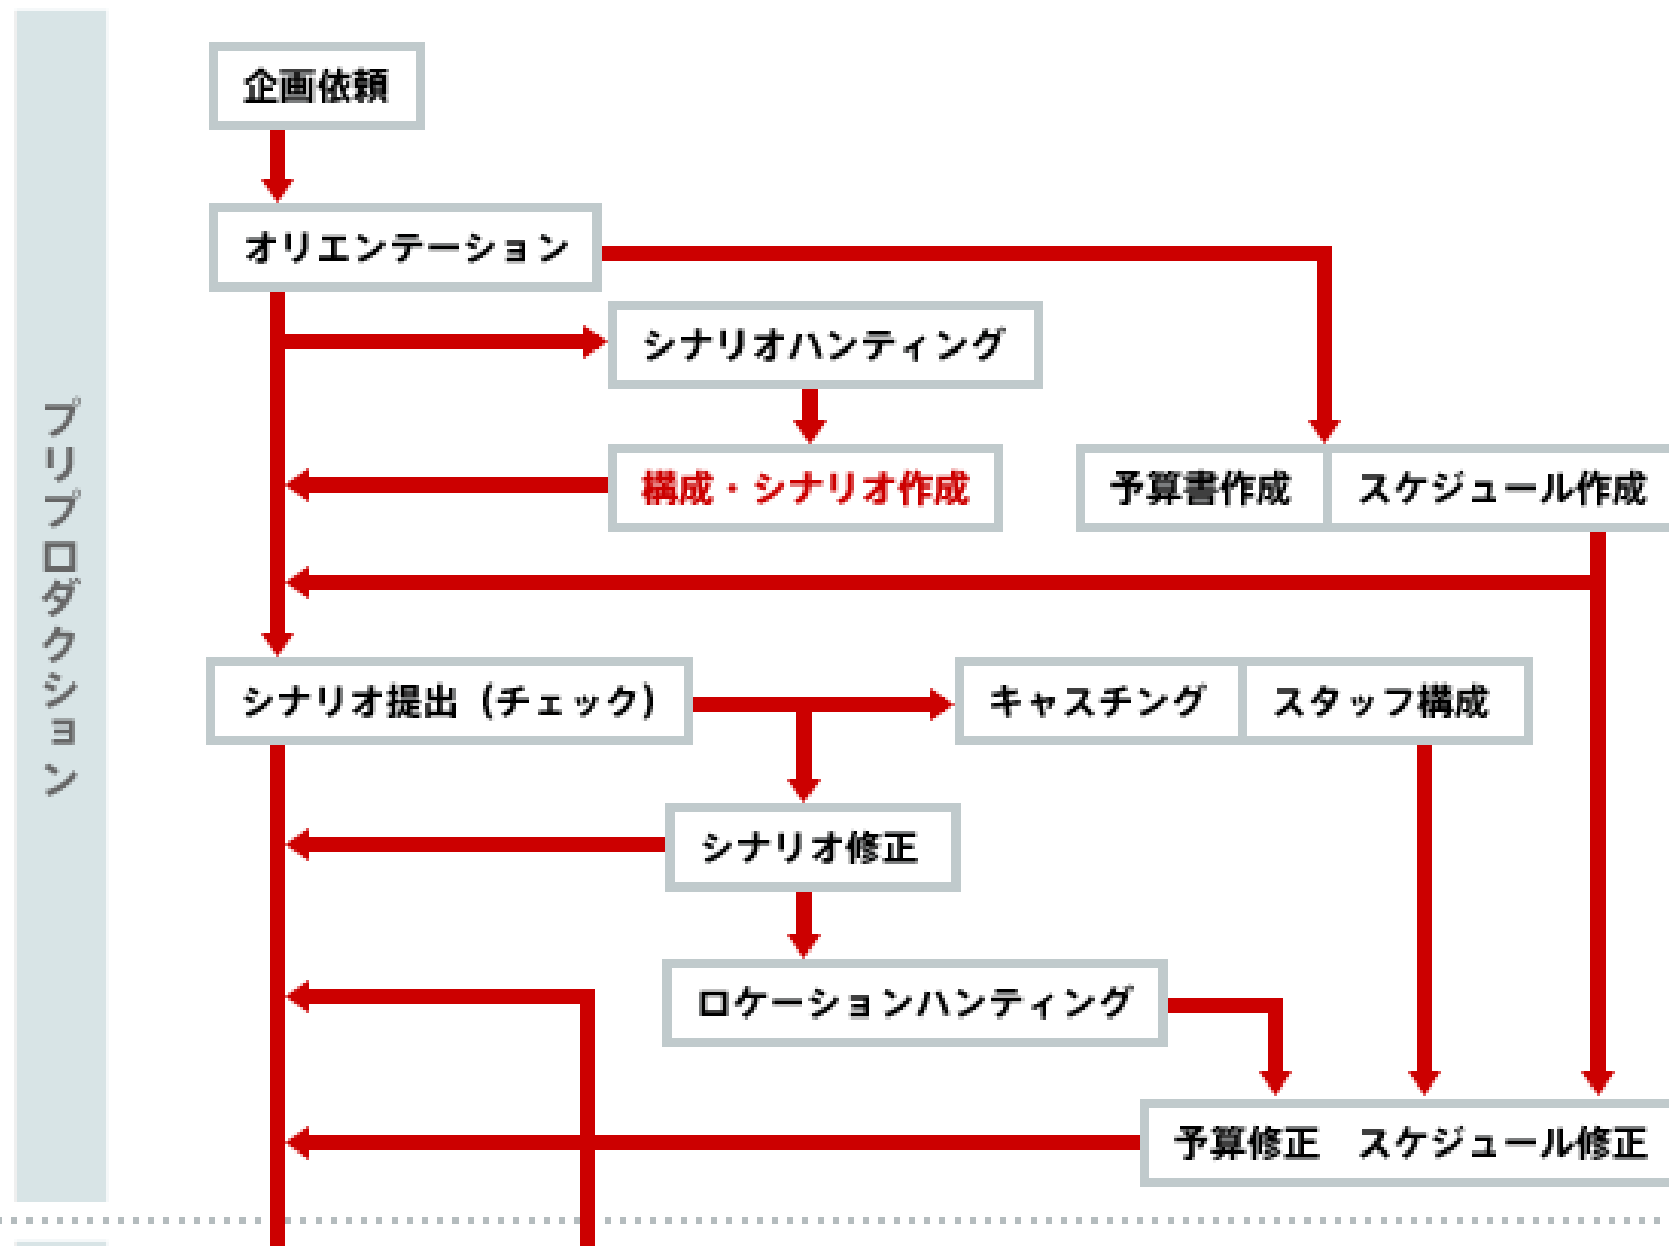 プリプロダクション
企画依頼
オリエンテーション
シナリオハンティング
構成・シナリオ作成
予算書作成
スケジュール作成
シナリオ提出（チェック）
キャスチング
スタッフ構成
シナリオ修正
ロケーションハンティング
予算修正　スケジュール修正